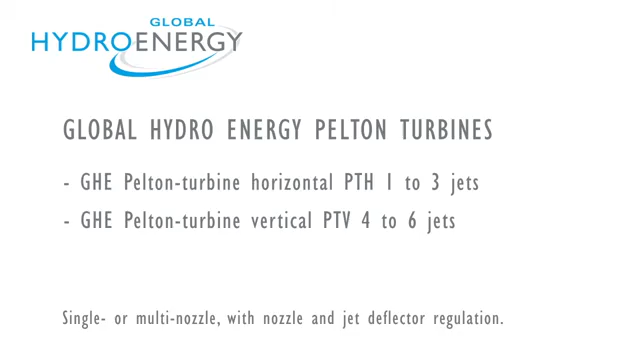 GLOBAL
HYDROENERGY
GLOBAL HYDRO ENERGY PELTON TURBINES
- GHE Pelton-turbine horizontal PTH 1 to 3 jets
- GHE Pelton-turbine vertical PTV 4 to 6 jets
Single- or multi-nozzle, with nozzle and jet deflector regulation.